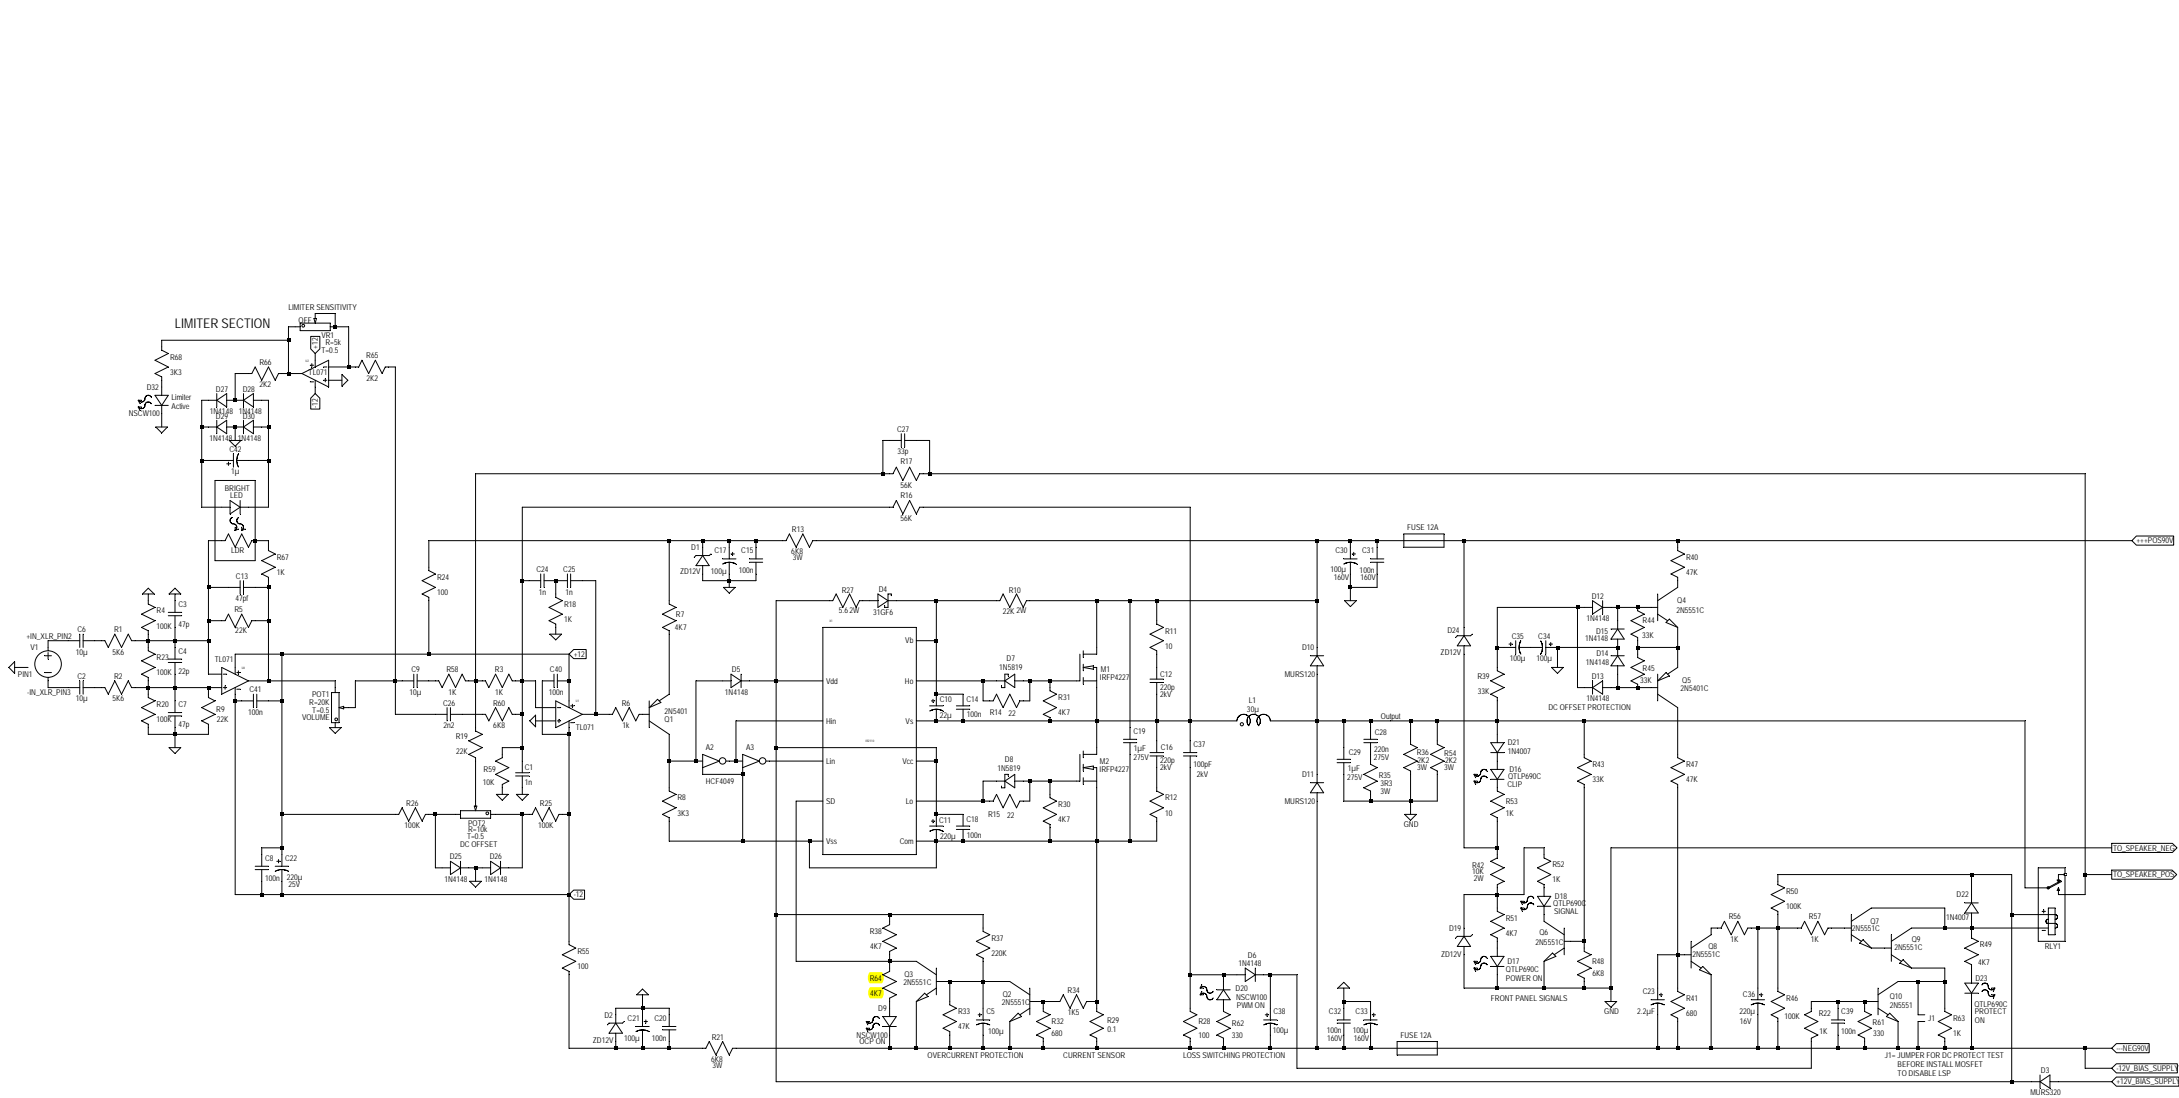 LIMITER SENSITIVITY
LIMITER SECTION
OFF
VR1
R=5k
T=0.5
+12
TL071
-12
R65
2K2
R66
2K2
R68
3K3
D32
NSCW100
Limiter
Active
D27
1N4148
D28
1N4148
D29
1N4148
D30
1N4148
C42
1µ
BRIGHT
LED
LDR
R67
1K
C13
47pf
R5
22K
R4
100K
C3
47p
+IN_XLR_PIN2
V1
PIN1
-IN_XLR_PIN3
C6
10µ
R1
5K6
R23
100K
C4
22p
C2
10µ
R2
5K6
R20
100K
C7
47p
R9
22K
TL071
C41
100n
POT1
R=20K
T=0.5
VOLUME
C9
10µ
R58
1K
R3
1K
C26
2n2
R60
6K8
R24
100
R19
22K
R59
10K
C1
1n
C24
1n
C25
1n
R18
1K
+12
C40
100n
TL071
R26
100K
POT2
R=10k
T=0.5
DC OFFSET
R25
100K
D25
1N4148
D26
1N4148
C8
100n
C22
220µ
25V
-12
R55
100
C27
33p
R17
56K
R16
56K
D1
ZD12V
C17
100µ
C15
100n
R13
6K8
3W
R7
4K7
R6
1k
2N5401
Q1
R8
3K3
D5
1N4148
A2
A3
HCF4049
R27
5.6 2W
D4
31GF6
R10
22K 2W
Vb
Vdd
Ho
Hin
Vs
Lin
Vcc
SD
Lo
Vss
Com
C10
22µ
C14
100n
D7
1N5819
R14
22
R31
4K7
M1
IRFP4227
D8
1N5819
R15
22
R30
4K7
M2
IRFP4227
C11
220µ
C18
100n
C19
1µF
275V
R11
10
C12
220p
2kV
C16
220p
2kV
R12
10
C37
100pF
2kV
L1
30µ
D10
MURS120
D11
MURS120
C30
100µ
160V
C31
100n
160V
FUSE 12A
C29
1µF
275V
C28
220n
275V
R35
3R3
3W
Output
R36
2K2
3W
R54
2K2
3W
GND
D24
ZD12V
R39
33K
C35
100µ
C34
100µ
D12
1N4148
D15
1N4148
D14
1N4148
D13
1N4148
R44
33K
R45
33K
Q4
2N5551C
Q5
2N5401C
R40
47K
DC OFFSET PROTECTION
D21
1N4007
D16
QTLP690C
CLIP
R53
1K
R43
33K
R47
47K
R42
10K
2W
R52
1K
D18
QTLP690C
SIGNAL
R51
4K7
D19
ZD12V
D17
QTLP690C
POWER ON
Q6
2N5551C
R48
6K8
FRONT PANEL SIGNALS
GND
+++POS90V
TO_SPEAKER_NEG
TO_SPEAKER_POS
R38
4K7
R64
4K7
D9
NSCW100
OCP ON
Q3
2N5551C
R37
220K
R33
47K
C5
100µ
Q2
2N5551C
R32
680
R34
1K5
R29
0.1
OVERCURRENT PROTECTION
CURRENT SENSOR
D2
ZD12V
C21
100µ
C20
100n
R21
6K8
3W
D6
1N4148
D20
NSCW100
PWM ON
R28
100
R62
330
C38
100µ
LOSS SWITCHING PROTECTION
C32
100n
160V
C33
100µ
160V
FUSE 12A
C23
2.2µF
R41
680
Q8
2N5551C
R56
1K
C36
220µ
16V
R50
100K
R46
100K
R57
1K
Q7
2N5551C
Q9
2N5551C
D22
1N4007
R49
4K7
D23
QTLP690C
PROTECT
ON
R22
1K
C39
100n
R61
330
Q10
2N5551
J1
R63
1K
RLY1
J1= JUMPER FOR DC PROTECT TEST
BEFORE INSTALL MOSFET
TO DISABLE LSP
---NEG90V
-12V_BIAS_SUPPLY
+12V_BIAS_SUPPLY
D3
MURS320